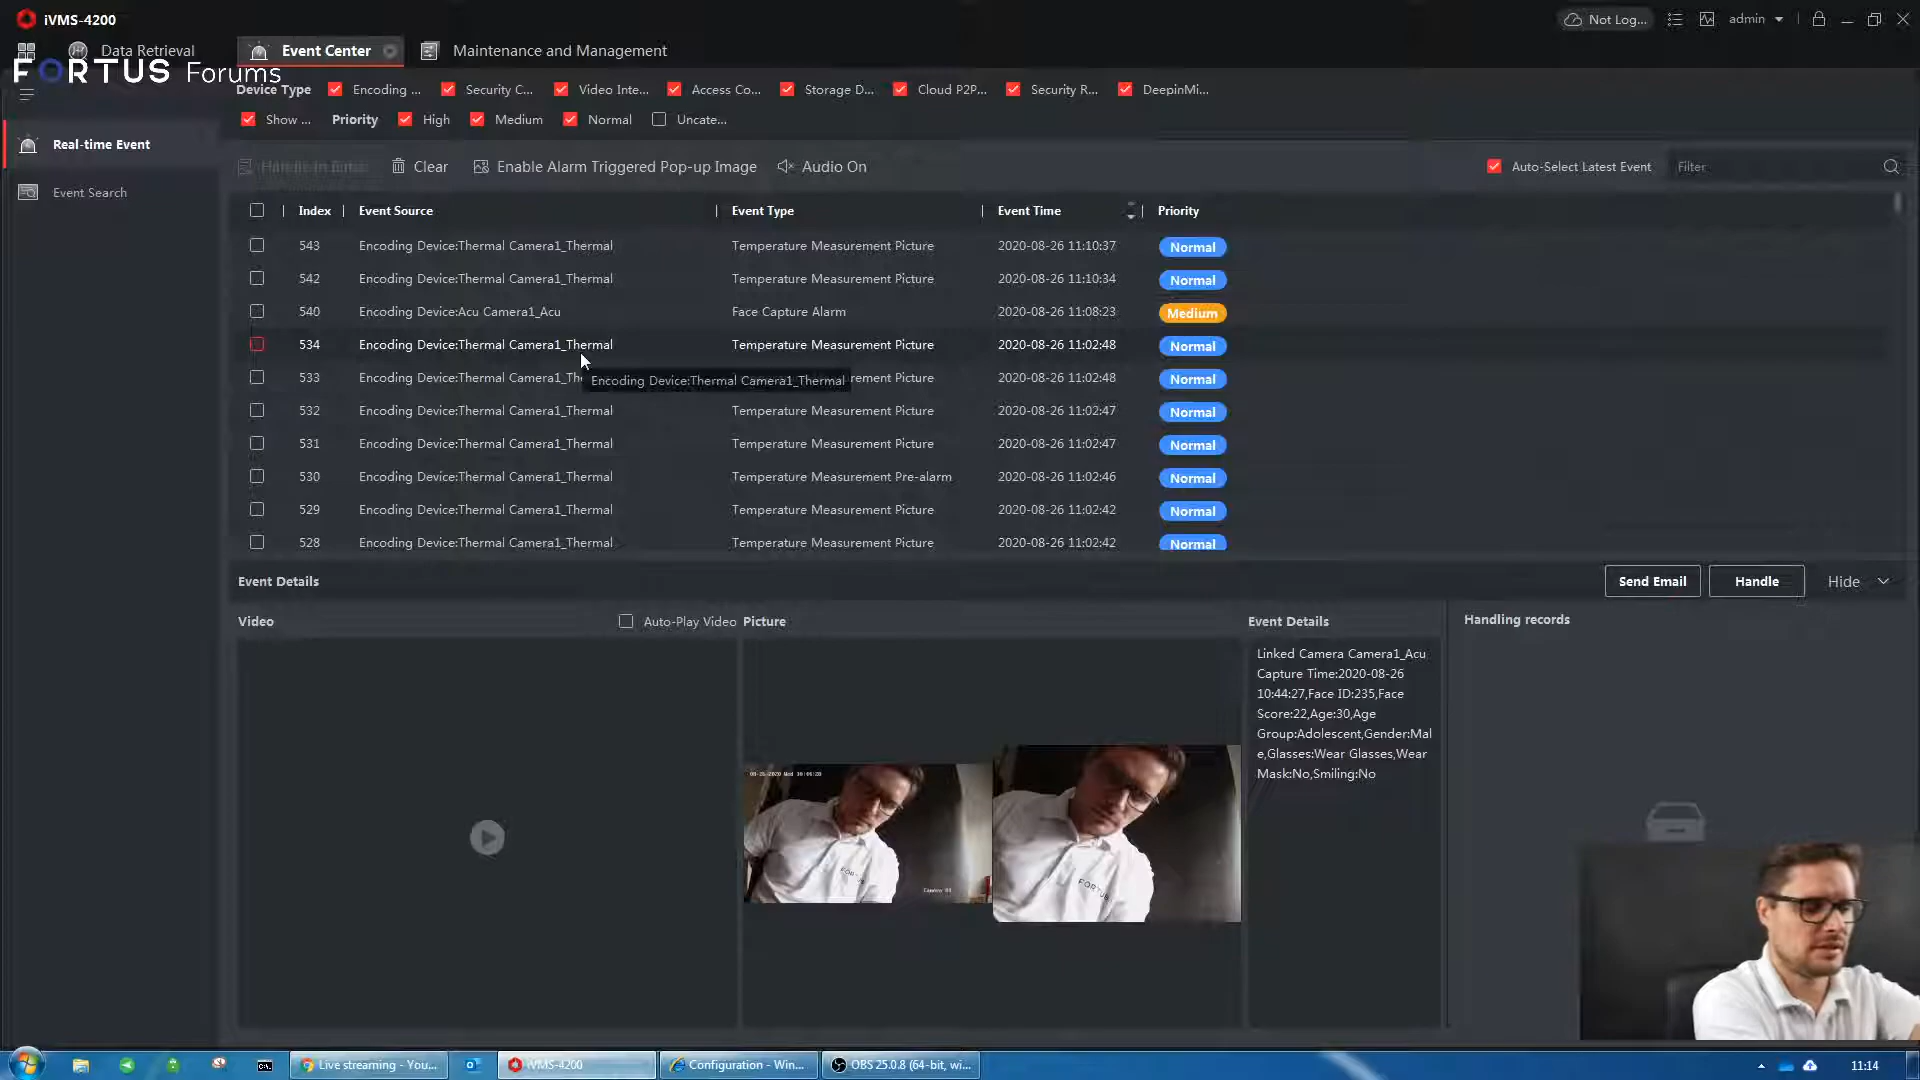 iVMS-4200
Not Log...
admin
Data Retrieval
Event Center
Maintenance and Management
FORTUS Forums
Device Type
Encoding ...
Security C...
Video Inte...
Access Co...
Storage D...
Cloud P2P...
Security R...
DeepinMi...
Show ...
Priority
High
Medium
Normal
Uncate...
Real-time Event
Event Search
Clear
Enable Alarm Triggered Pop-up Image
Audio On
Auto-Select Latest Event
Filter
Index Event Source Event Type Event Time Priority
543 Encoding Device:Thermal Camera1_Thermal Temperature Measurement Picture 2020-08-26 11:10:37 Normal
542 Encoding Device:Thermal Camera1_Thermal Temperature Measurement Picture 2020-08-26 11:10:34 Normal
540 Encoding Device:Acu Camera1_Acu Face Capture Alarm 2020-08-26 11:08:23 Medium
534 Encoding Device:Thermal Camera1_Thermal Temperature Measurement Picture 2020-08-26 11:02:48 Normal
533 Encoding Device:Thermal Camera1_Th rement Picture 2020-08-26 11:02:48 Normal
Encoding Device:Thermal Camera1_Thermal
532 Encoding Device:Thermal Camera1_Thermal Temperature Measurement Picture 2020-08-26 11:02:47 Normal
531 Encoding Device:Thermal Camera1_Thermal Temperature Measurement Picture 2020-08-26 11:02:47 Normal
530 Encoding Device:Thermal Camera1_Thermal Temperature Measurement Pre-alarm 2020-08-26 11:02:46 Normal
529 Encoding Device:Thermal Camera1_Thermal Temperature Measurement Picture 2020-08-26 11:02:42 Normal
528 Encoding Device:Thermal Camera1_Thermal Temperature Measurement Picture 2020-08-26 11:02:42 Normal
Event Details
Send Email
Handle
Hide
Video
Auto-Play Video
Picture
Event Details
Handling records
Linked Camera Camera1_Acu
Capture Time:2020-08-26
10:44:27,Face ID:235,Face
Score:22,Age:30,Age
Group:Adolescent,Gender:Mal
e,Glasses:Wear Glasses,Wear
Mask:No,Smiling:No
FORTUS
Camera 01
FORTUS
Live streaming - You...
iVMS-4200
Configuration - Win...
OBS 25.0.8 (64-bit, wi...
11:14